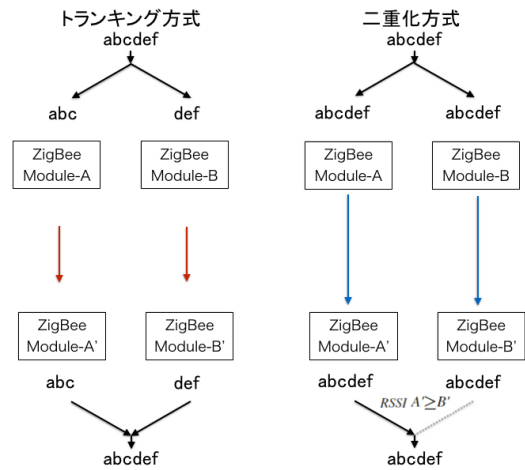 トランキング方式
abcdef
abc def
ZigBee
Module-A
ZigBee
Module-B
ZigBee
Module-A'
ZigBee
Module-B'
abc def
abcdef
二重化方式
abcdef
abcdef abcdef
ZigBee
Module-A
ZigBee
Module-B
ZigBee
Module-A'
ZigBee
Module-B'
abcdef abcdef
RSSI A'≥B'
abcdef